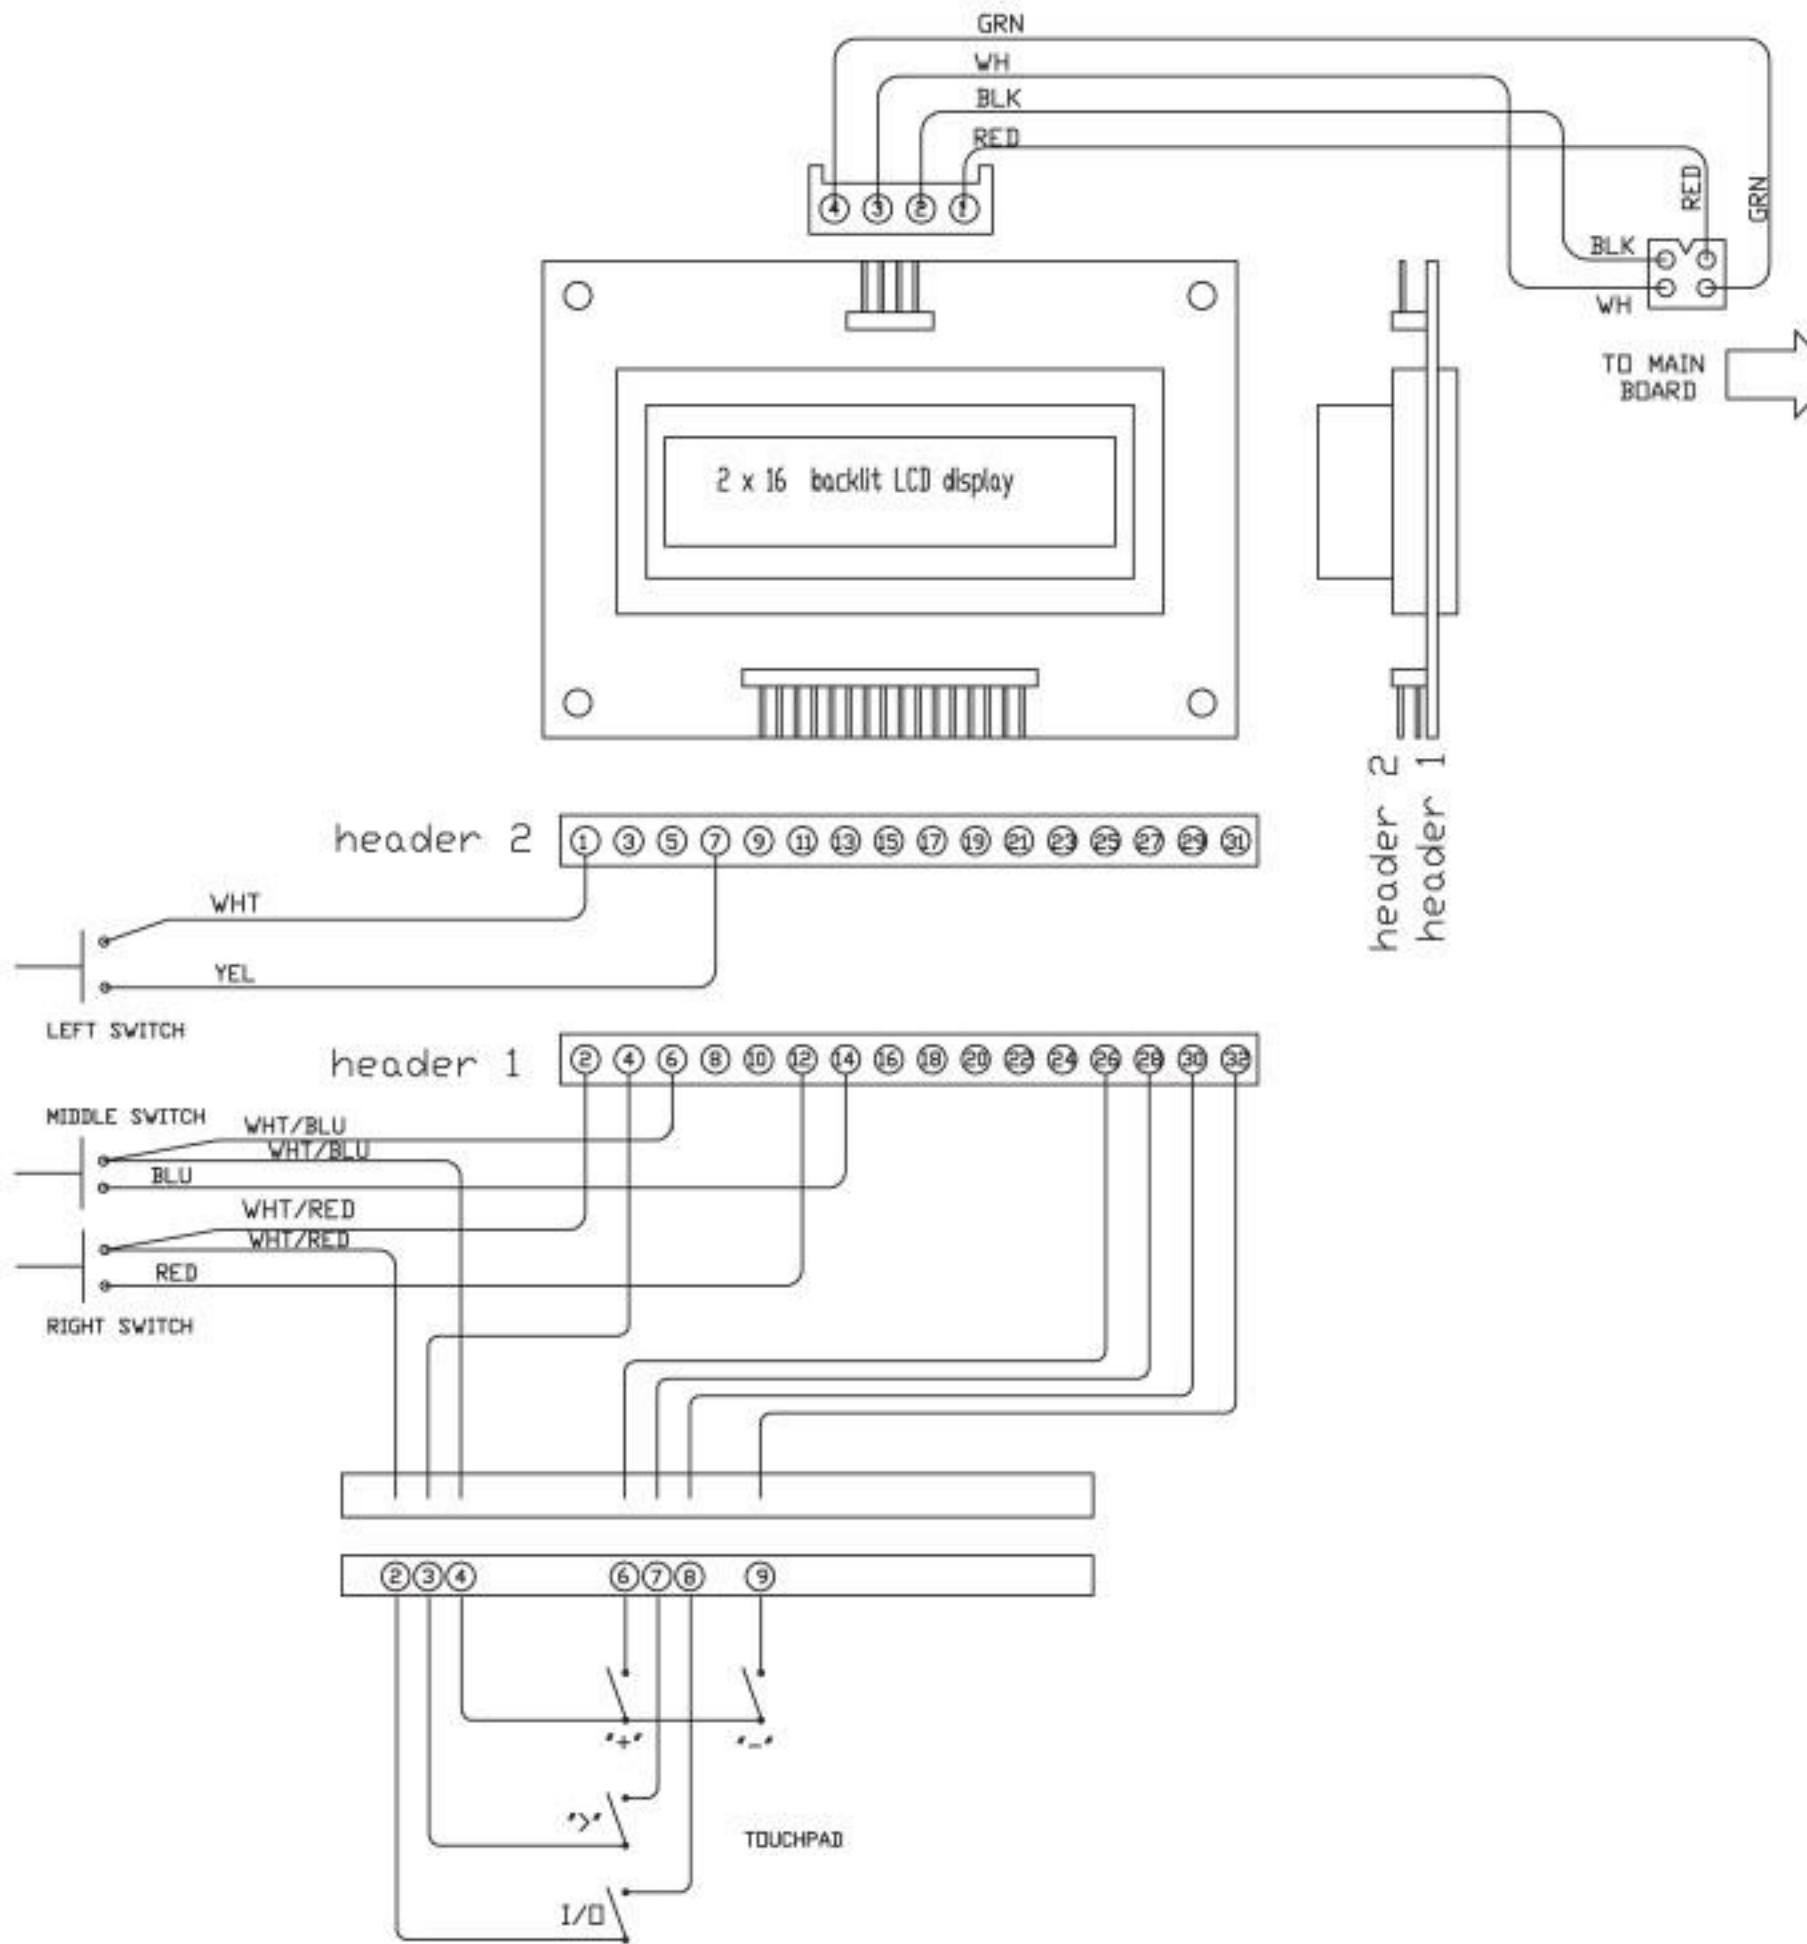 GRN
WH
BLK
RED
4 3 2 1
RED
GRN
BLK
WH
TO MAIN
BOARD
2 x 16 backlit LCD display
header 2
header 1
header 2
1 3 5 7 9 11 13 15 17 19 21 23 25 27 29 31
WHT
YEL
LEFT SWITCH
header 1
2 4 6 8 10 12 14 16 18 20 22 24 26 28 30 32
MIDDLE SWITCH
WHT/BLU
WHT/BLU
BLU
WHT/RED
WHT/RED
RED
RIGHT SWITCH
2 3 4 6 7 8 9
"+"
"-"
">"
TOUCHPAD
I/O